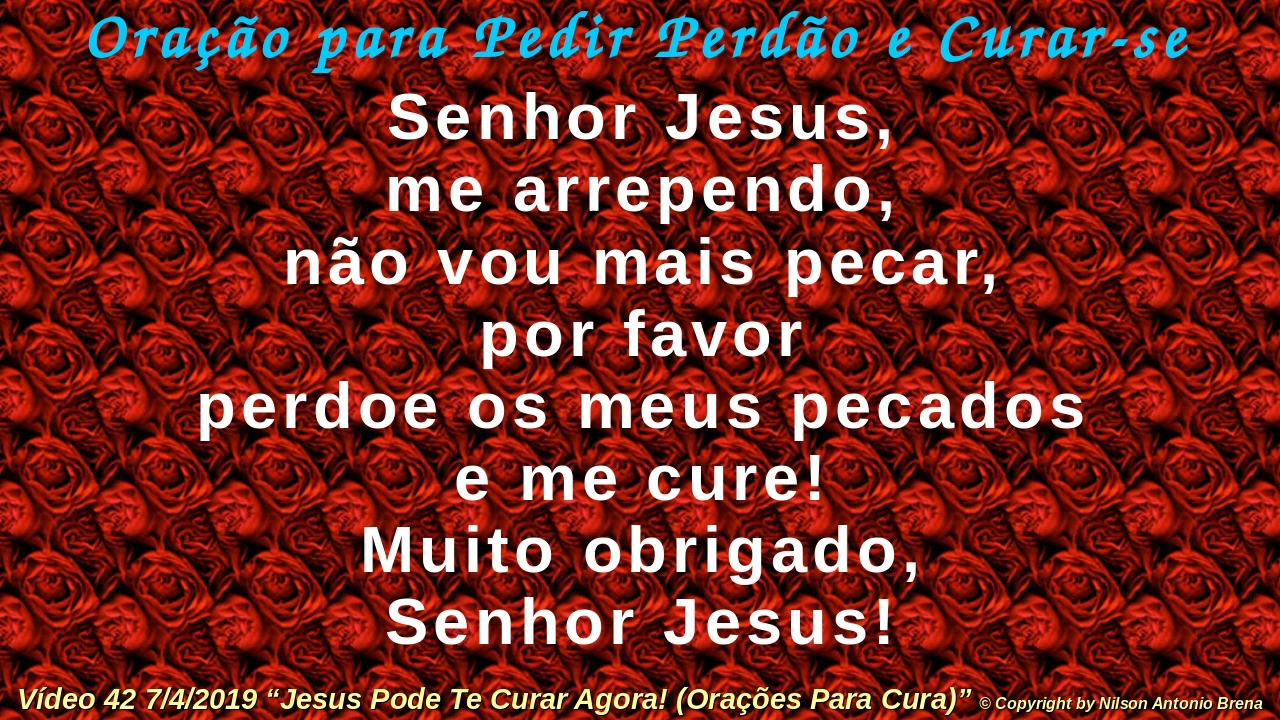 Oração para Pedir Perdão e Curar-se
Senhor Jesus,
me arrependo,
não vou mais pecar,
por favor
perdoe os meus pecados
e me cure!
Muito obrigado,
Senhor Jesus!
Vídeo 42 7/4/2019 “Jesus Pode Te Curar Agora! (Orações Para Cura)” © Copyright by Nilson Antonio Brena